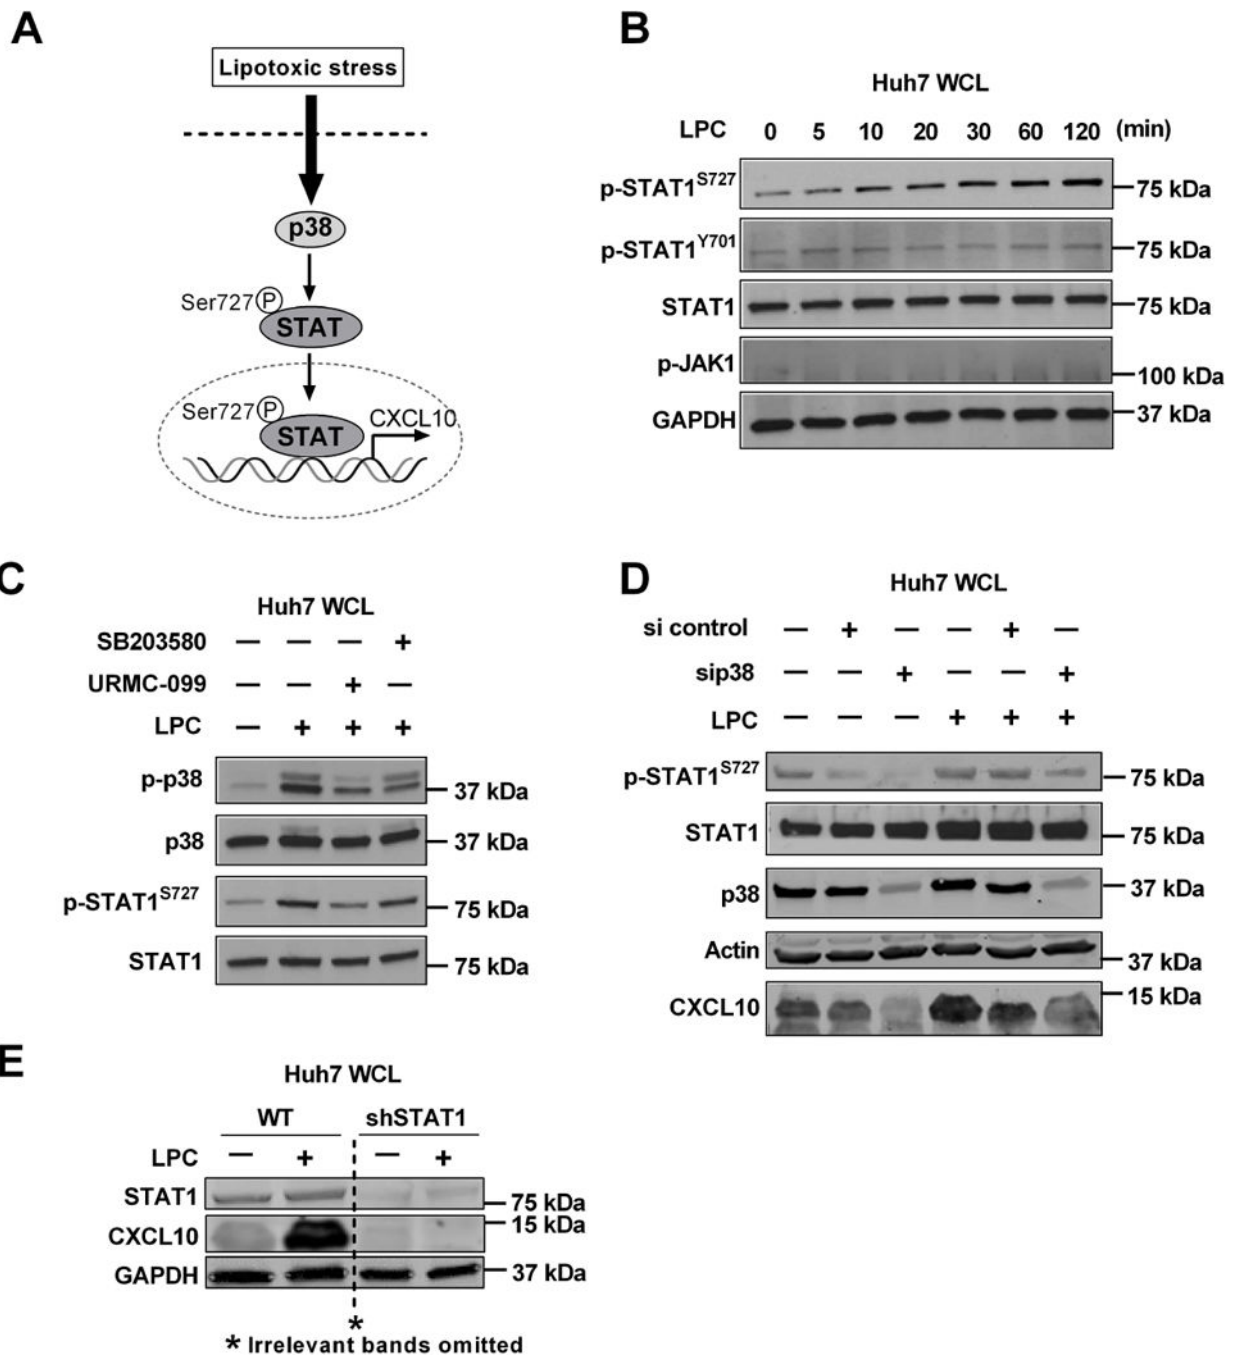 A
Lipotoxic stress
p38
Ser727 P
STAT
Ser727 P
CXCL10
STAT
B
Huh7 WCL
LPC 0 5 10 20 30 60 120 (min)
p-STAT1S727 75 kDa
p-STAT1Y701 75 kDa
STAT1 75 kDa
p-JAK1 100 kDa
GAPDH 37 kDa
C
Huh7 WCL
SB203580 — — — +
URMC-099 — — + —
LPC — + + +
p-p38 37 kDa
p38 37 kDa
p-STAT1S727 75 kDa
STAT1 75 kDa
D
Huh7 WCL
si control — + — — + —
sip38 — — + — — +
LPC — — — + + +
p-STAT1S727 75 kDa
STAT1 75 kDa
p38 37 kDa
Actin 37 kDa
CXCL10 15 kDa
E
Huh7 WCL
WT shSTAT1
LPC — + — +
STAT1 75 kDa
CXCL10 15 kDa
GAPDH 37 kDa
*
* Irrelevant bands omitted